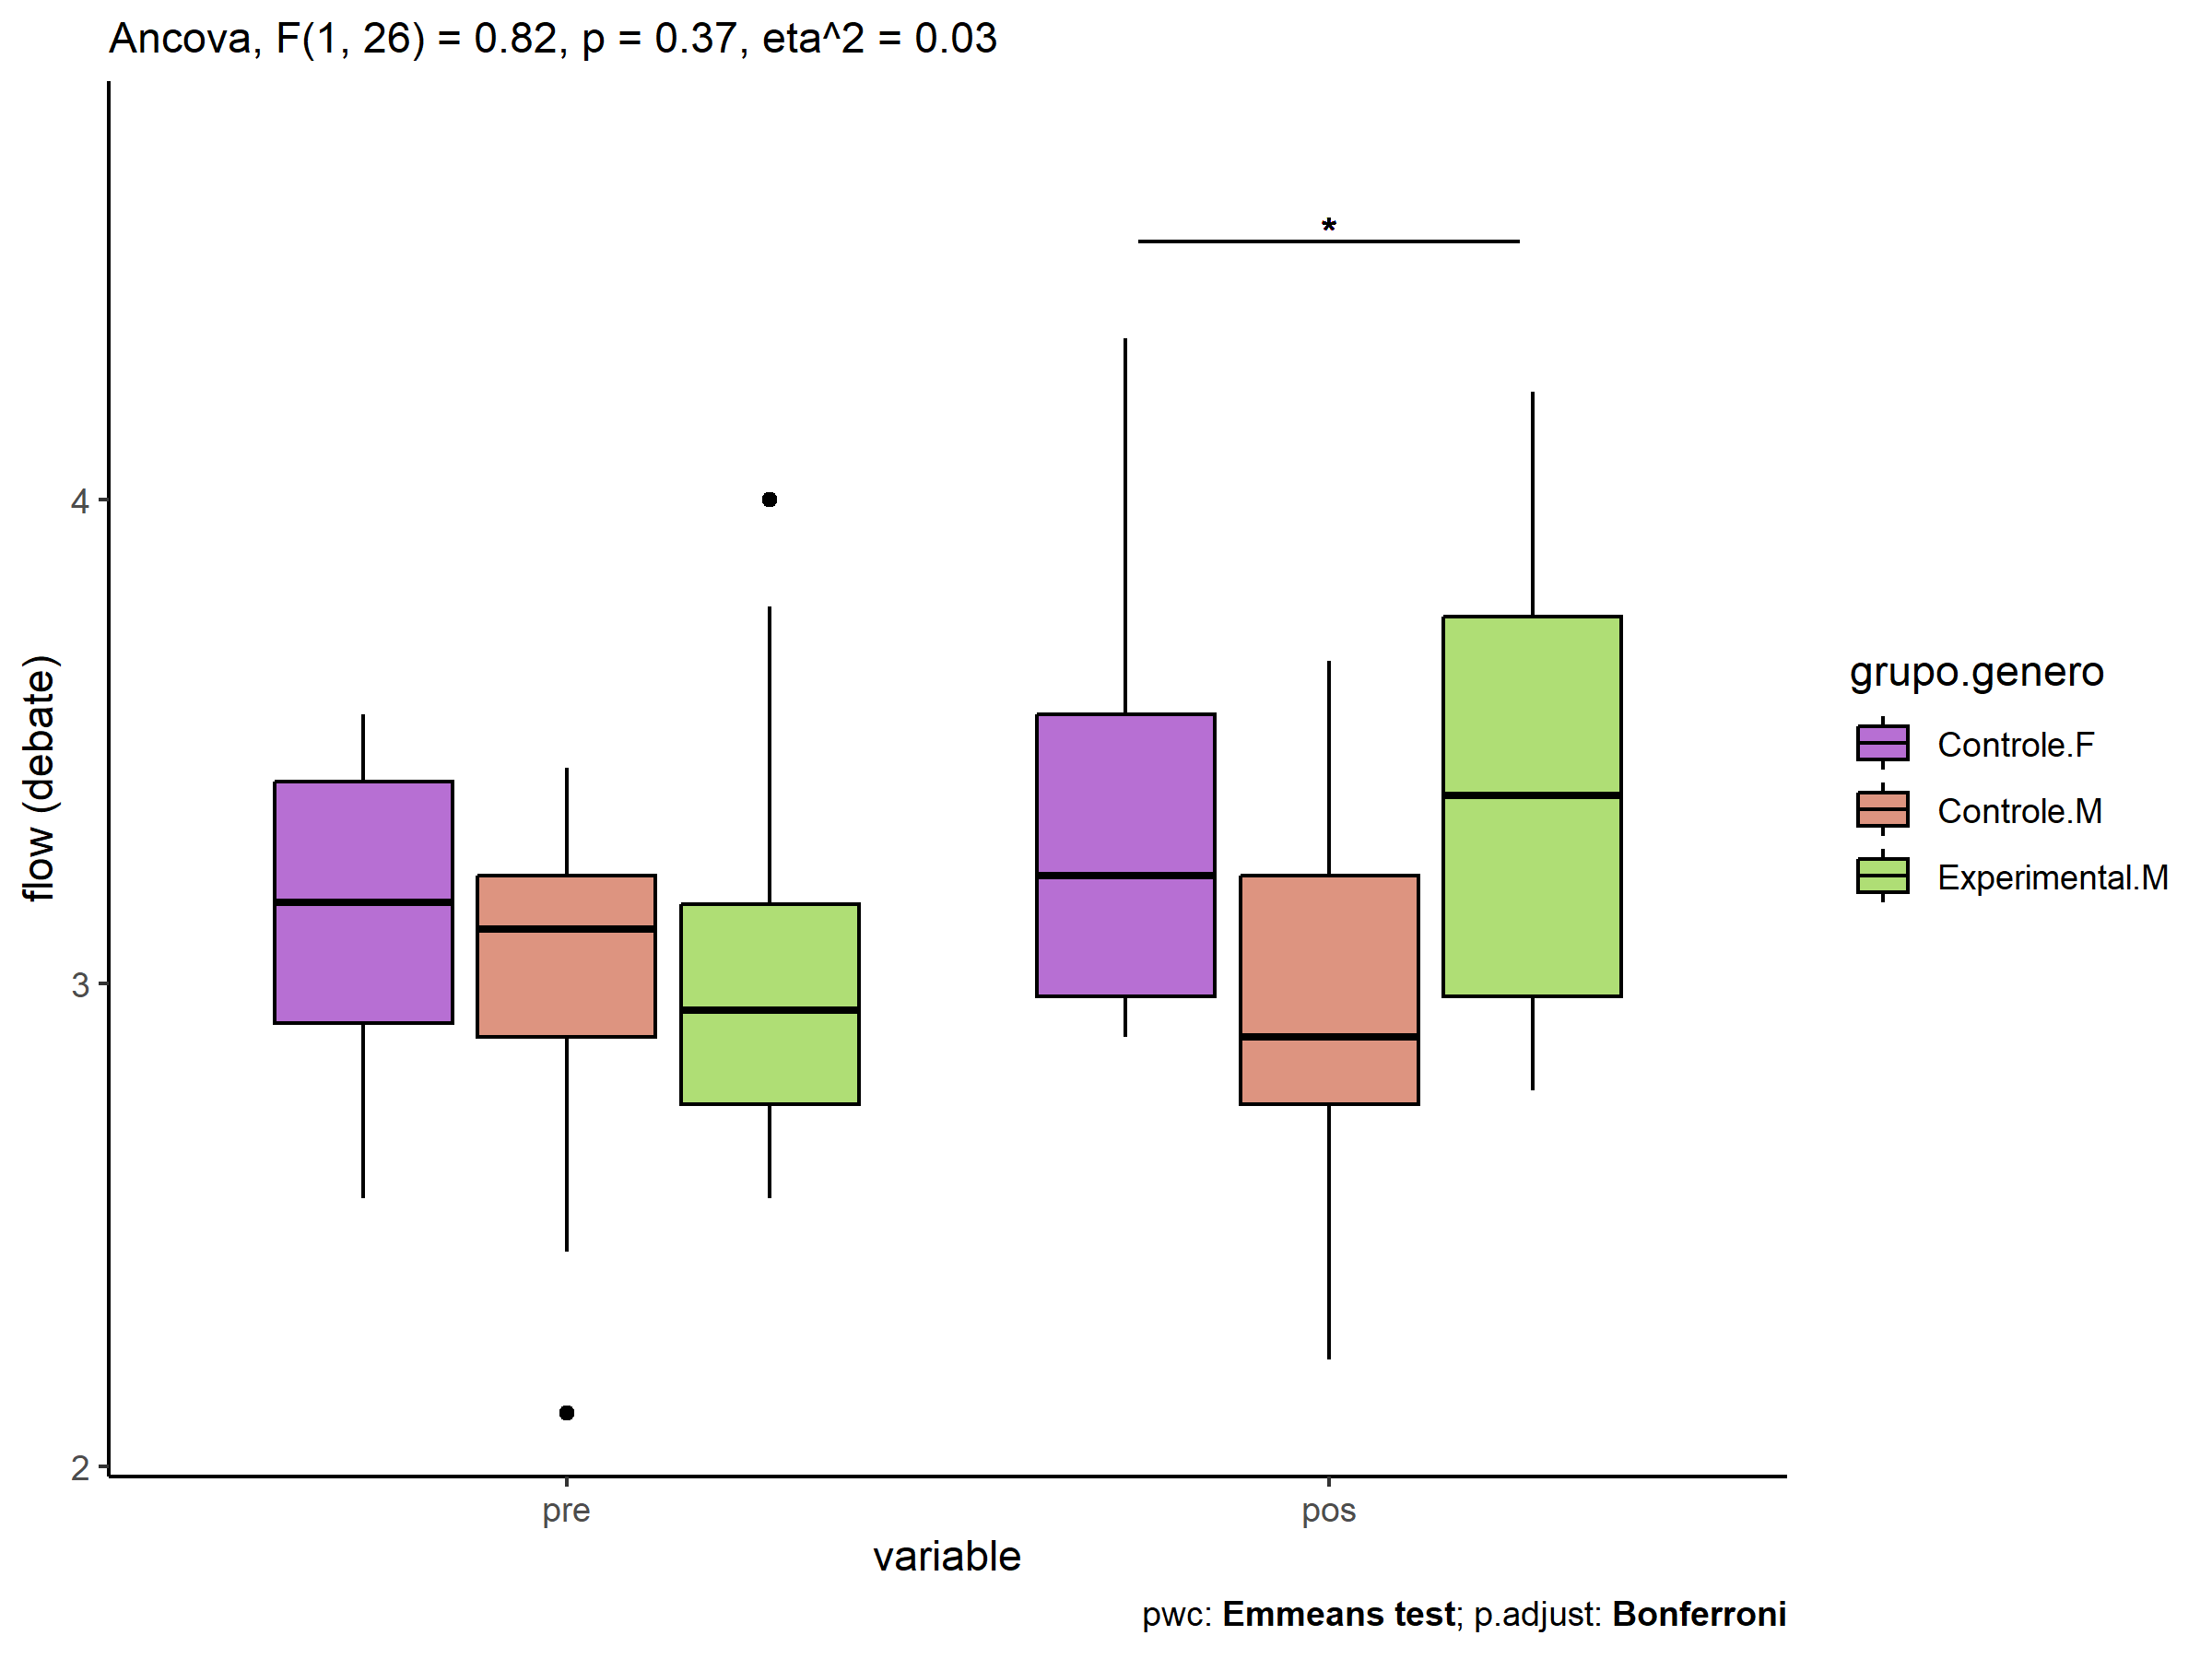 Ancova, F(1, 26) = 0.82, p = 0.37, eta^2 = 0.03
*
4
3
2
flow (debate)
pre
pos
variable
grupo.genero
Controle.F
Controle.M
Experimental.M
pwc: Emmeans test; p.adjust: Bonferroni